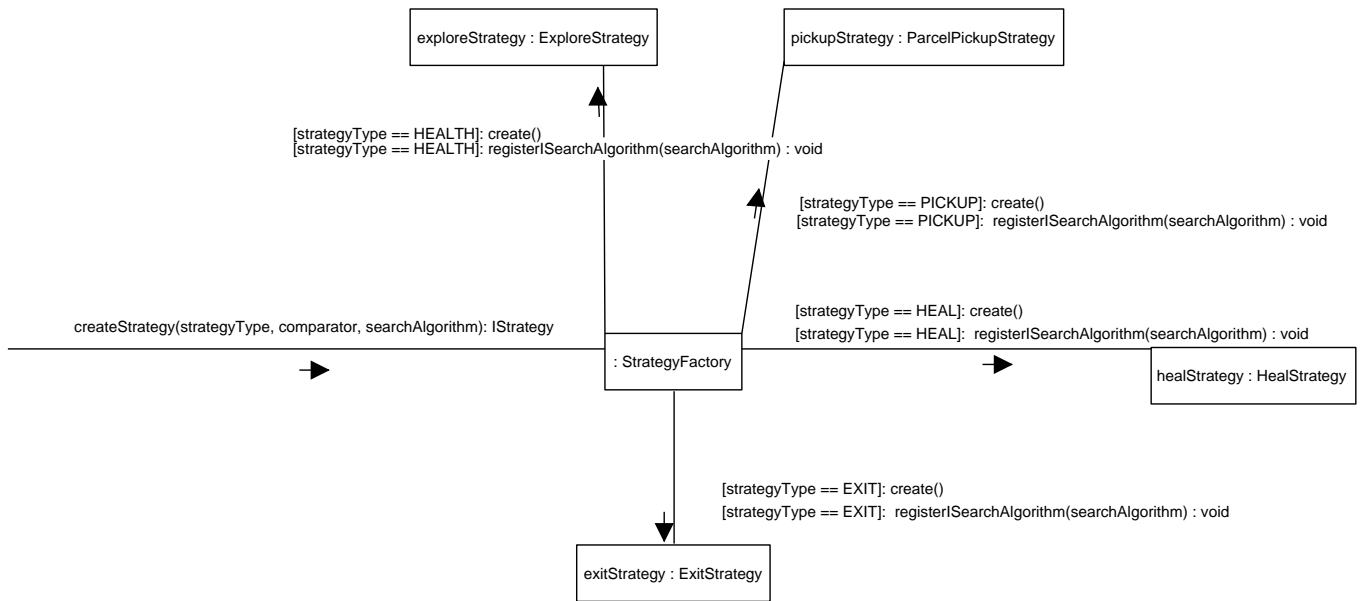 exploreStrategy : ExploreStrategy
pickupStrategy : ParcelPickupStrategy
[strategyType == HEALTH]: create()
[strategyType == HEALTH]: registerISearchAlgorithm(searchAlgorithm) : void
[strategyType == PICKUP]: create()
[strategyType == PICKUP]: registerISearchAlgorithm(searchAlgorithm) : void
createStrategy(strategyType, comparator, searchAlgorithm): IStrategy
[strategyType == HEAL]: create()
[strategyType == HEAL]: registerISearchAlgorithm(searchAlgorithm) : void
: StrategyFactory
healStrategy : HealStrategy
[strategyType == EXIT]: create()
[strategyType == EXIT]: registerISearchAlgorithm(searchAlgorithm) : void
exitStrategy : ExitStrategy